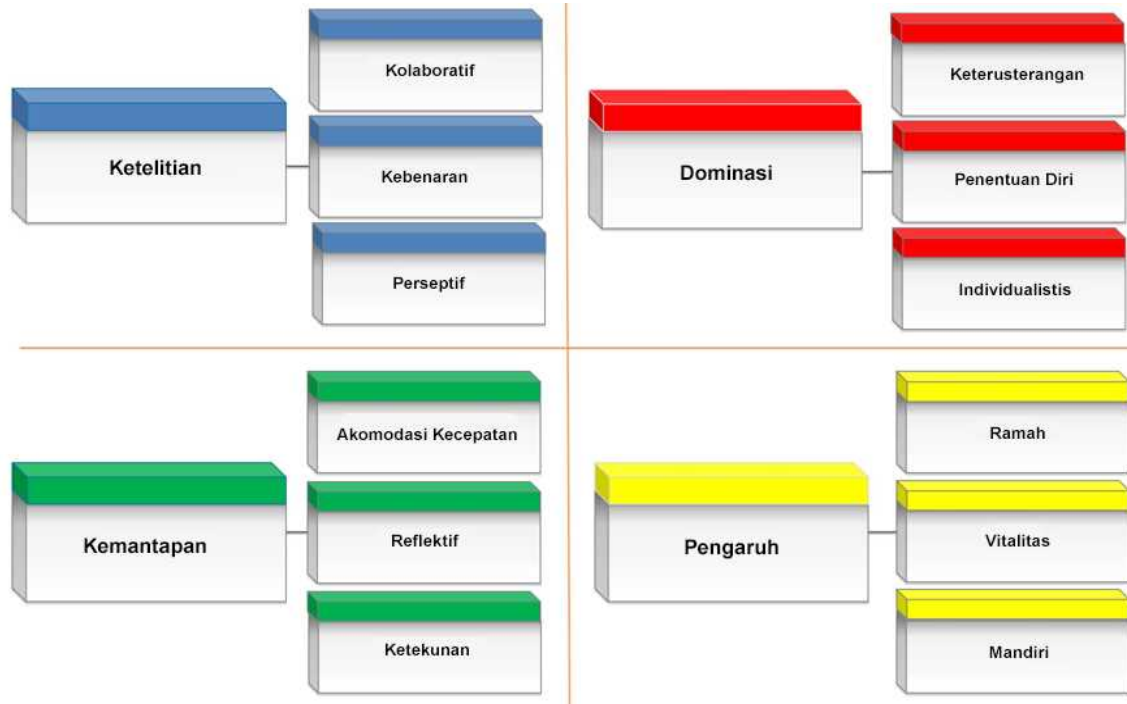 Ketelitian
Kolaboratif
Kebenaran
Perseptif
Dominasi
Keterusterangan
Penentuan Diri
Individualistis
Kemantapan
Akomodasi Kecepatan
Reflektif
Ketekunan
Pengaruh
Ramah
Vitalitas
Mandiri